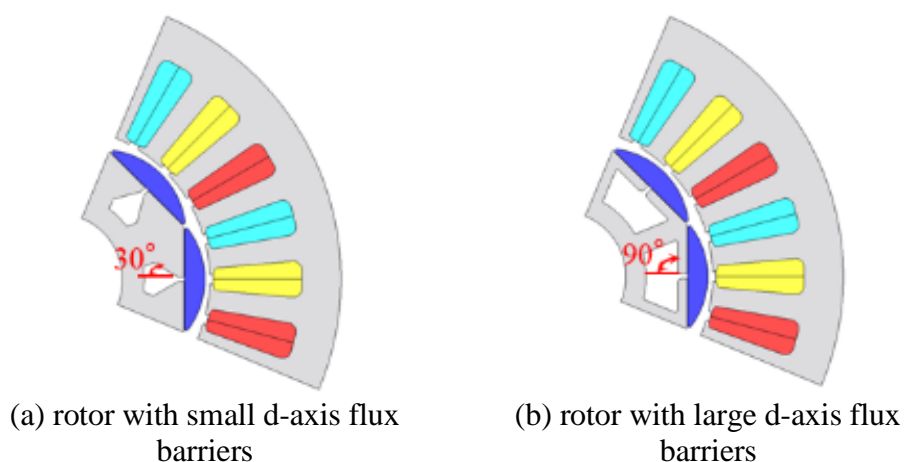 30°
90°
(a) rotor with small d-axis flux
barriers
(b) rotor with large d-axis flux
barriers